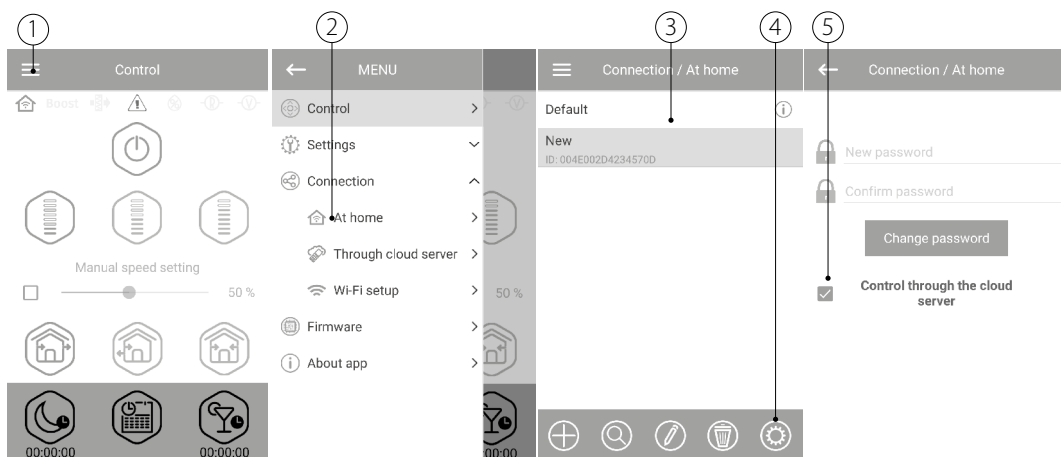 1
2
3
4
5
Control
Boost
Manual speed setting
50 %
00:00:00
00:00:00
MENU
Control
Settings
Connection
At home
Through cloud server
Wi-Fi setup
Firmware
About app
50 %
00:00
Connection / At home
Default
New
ID: 004E002D4234570D
Connection / At home
New password
Confirm password
Change password
Control through the cloud
server